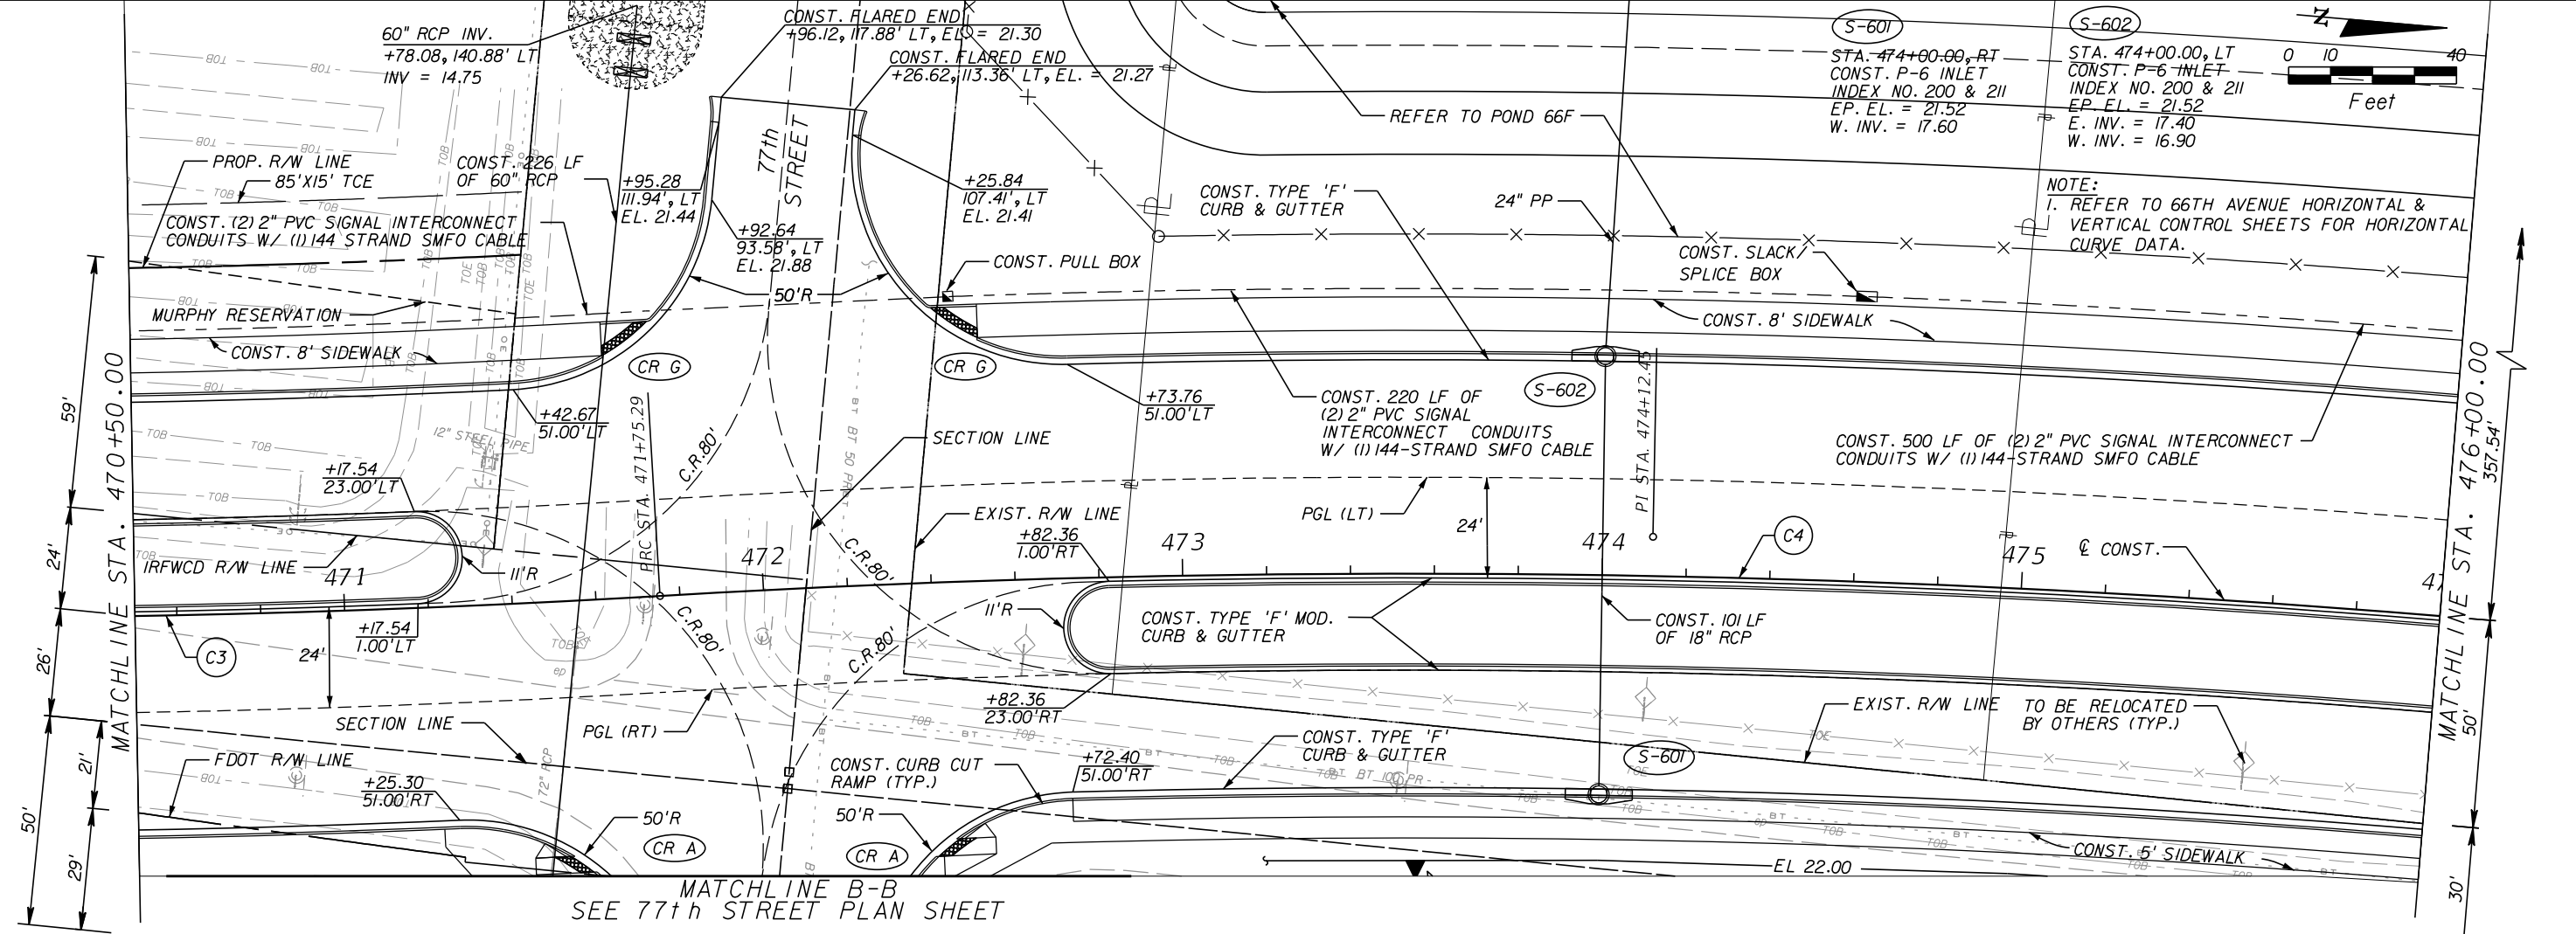 60" RCP INV.
+78.08, 140.88' LT
INV = 14.75
CONST. FLARED END
+96.12, 117.88' LT, EL. = 21.30
CONST. FLARED END
+26.62, 113.36' LT, EL. = 21.27
S-601
STA. 474+00.00, RT
CONST. P-6 INLET
INDEX NO. 200 & 211
EP. EL. = 21.52
W. INV. = 17.60
S-602
STA. 474+00.00, LT
CONST. P-6 INLET
INDEX NO. 200 & 211
EP. EL. = 21.52
E. INV. = 17.40
W. INV. = 16.90
Z
0 10 40
Feet
NOTE:
1. REFER TO 66TH AVENUE HORIZONTAL &
VERTICAL CONTROL SHEETS FOR HORIZONTAL
CURVE DATA.
REFER TO POND 66F
77th
STREET
PROP. R/W LINE
85'X15' TCE
CONST. 226 LF
OF 60" RCP
CONST. (2) 2" PVC SIGNAL INTERCONNECT
CONDUITS W/ (1) 144 STRAND SMFO CABLE
+95.28
111.94', LT
EL. 21.44
+92.64
93.58', LT
EL. 21.88
+25.84
107.41', LT
EL. 21.41
CONST. TYPE 'F'
CURB & GUTTER
24" PP
CONST. SLACK/
SPLICE BOX
CONST. PULL BOX
50'R
MURPHY RESERVATION
CONST. 8' SIDEWALK
CONST. 8' SIDEWALK
CR G
CR G
S-602
+42.67
51.00'LT
+73.76
51.00'LT
CONST. 220 LF OF
(2) 2" PVC SIGNAL
INTERCONNECT CONDUITS
W/ (1) 144-STRAND SMFO CABLE
CONST. 500 LF OF (2) 2" PVC SIGNAL INTERCONNECT
CONDUITS W/ (1) 144-STRAND SMFO CABLE
12" STEEL PIPE
SECTION LINE
PRC STA. 471+75.29
PI STA. 474+12.45
C.R.80'
C.R.80'
C.R.80'
C.R.80'
+17.54
23.00'LT
EXIST. R/W LINE
+82.36
1.00'RT
PGL (LT)
24'
C4
℄ CONST.
471
472
473
474
475
47
IRFWCD R/W LINE
11'R
11'R
CONST. TYPE 'F' MOD.
CURB & GUTTER
CONST. 101 LF
OF 18" RCP
C3
+17.54
1.00'LT
24'
+82.36
23.00'RT
SECTION LINE
PGL (RT)
EXIST. R/W LINE
TO BE RELOCATED
BY OTHERS (TYP.)
FDOT R/W LINE
+25.30
51.00'RT
72" RCP
CONST. CURB CUT
RAMP (TYP.)
+72.40
51.00'RT
CONST. TYPE 'F'
CURB & GUTTER
S-601
50'R
50'R
CR A
CR A
EL 22.00
CONST. 5' SIDEWALK
MATCHLINE B-B
SEE 77th STREET PLAN SHEET
MATCHLINE STA. 470+50.00
59'
24'
26'
21'
50'
29'
MATCHLINE STA. 476+00.00
357.54'
50'
30'
TOB
TOE
BT
ep